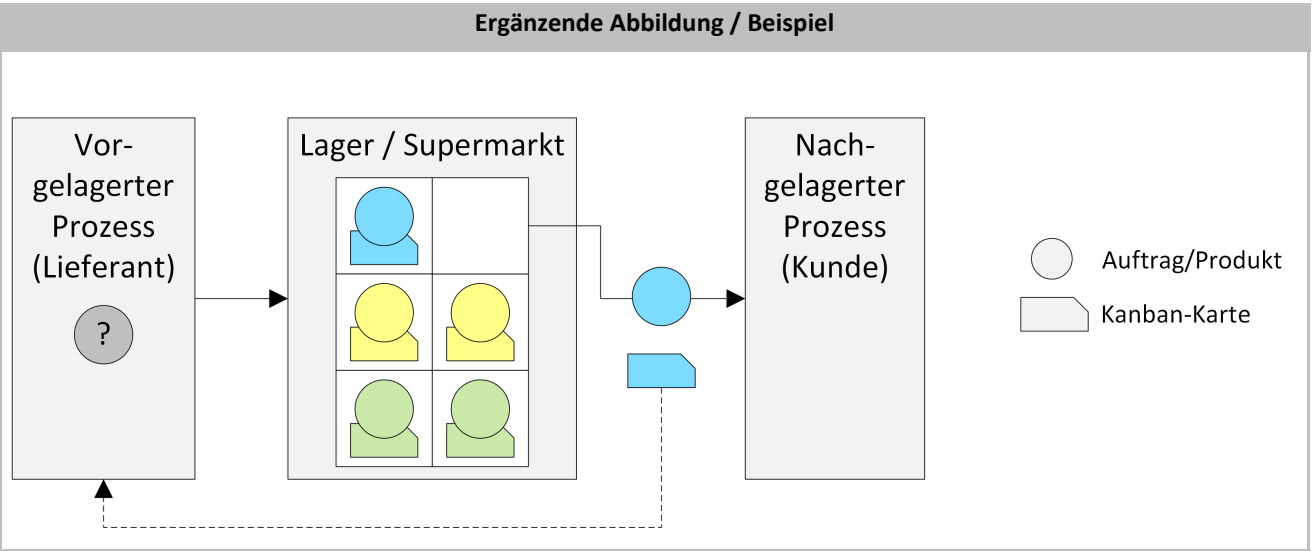 Ergänzende Abbildung / Beispiel
Vor-
gelagerter
Prozess
(Lieferant)
?
Lager / Supermarkt
Nach-
gelagerter
Prozess
(Kunde)
Auftrag/Produkt
Kanban-Karte